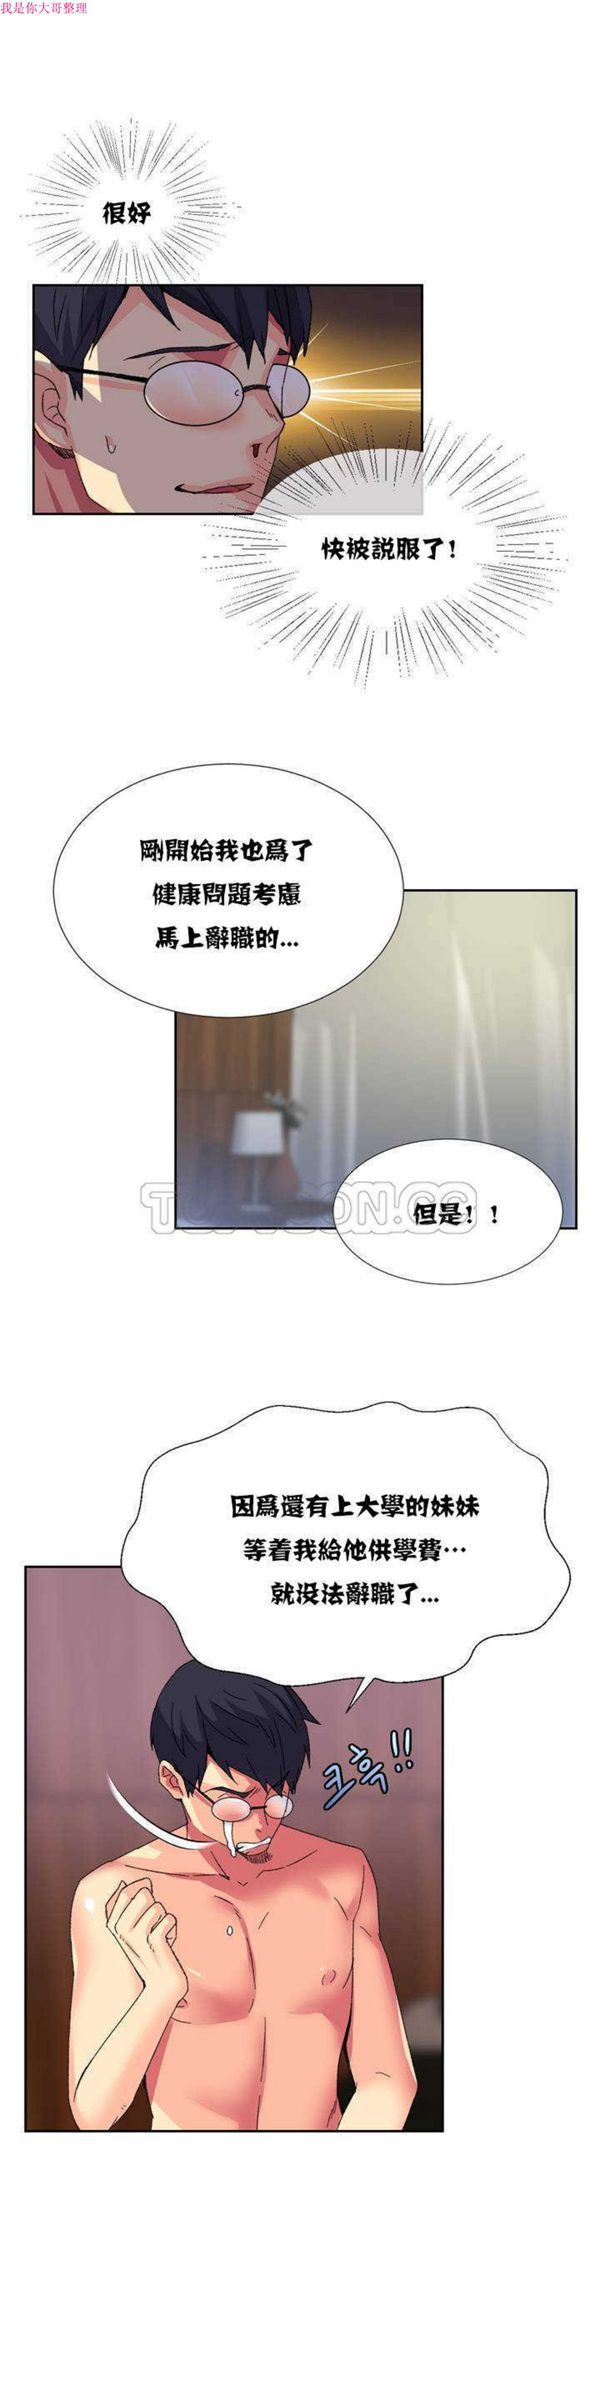 我是你大哥整理
很好
快被説服了!
剛開始我也爲了
健康問題考慮
馬上辭職的...
TOPTOON.CC
但是!!
因爲還有上大學的妹妹
等着我給他供學費...
就没法辭職了...
크흑!!